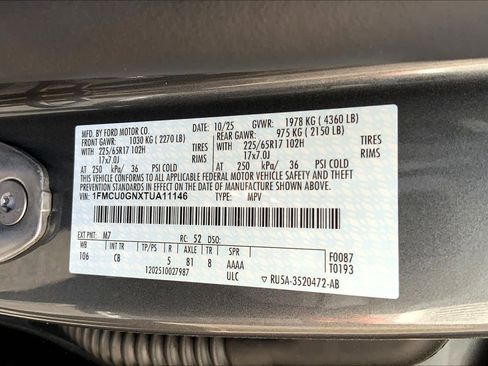 MFD. BY FORD MOTOR CO. 10/25 GVWR: 1978 KG (4360 LB)
FRONT GAWR: 1030 KG (2270 LB) REAR GAWR: 975 KG (2150 LB)
WITH 225/65R17 102H TIRES WITH 225/65R17 102H TIRES
17x7.0J RIMS 17x7.0J RIMS
AT 250 kPa/ 36 PSI COLD AT 250 kPa/ 36 PSI COLD
THIS VEHICLE CONFORMS TO ALL APPLICABLE FEDERAL MOTOR VEHICLE SAFETY AND THEFT PREVENTION STANDARDS IN EFFECT ON THE DATE OF MANUFACTURE SHOWN ABOVE.
VIN: 1FMCU0GNXTUA11146 TYPE: MPV
EXT PNT: M7 RC: 52 DSO: F0087
WB R AXLE TR SPR T0193
106 CB 5 81 8 AAAA
1202510027987 ULC ▽ RU5A-3520472-AB